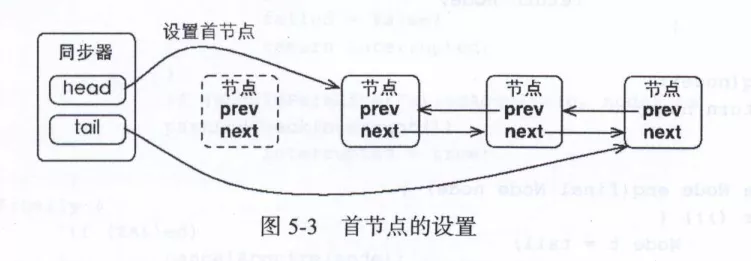 设置首节点
同步器
head
tail
节点
prev
next
节点
prev
next
节点
prev
next
节点
prev
next
图 5-3 首节点的设置